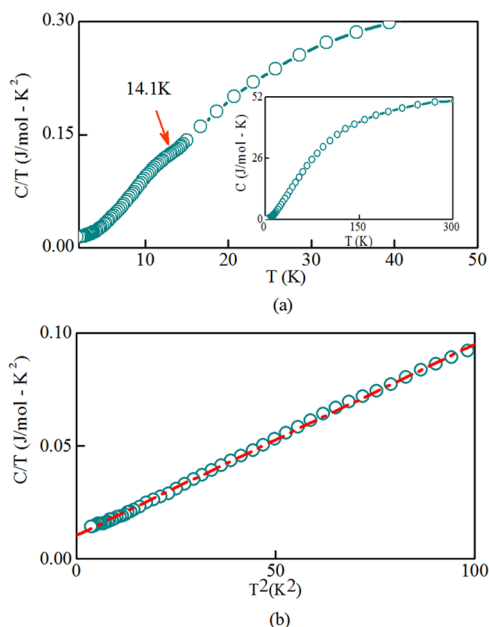 0.30
0.15
0.00
C/T (J/mol - K²)
14.1K
52
26
0
C (J/mol - K)
0 150 300
T (K)
10 20 30 40 50
T (K)
(a)
0.10
0.05
0.00
C/T (J/mol - K²)
0 50 100
T²(K²)
(b)